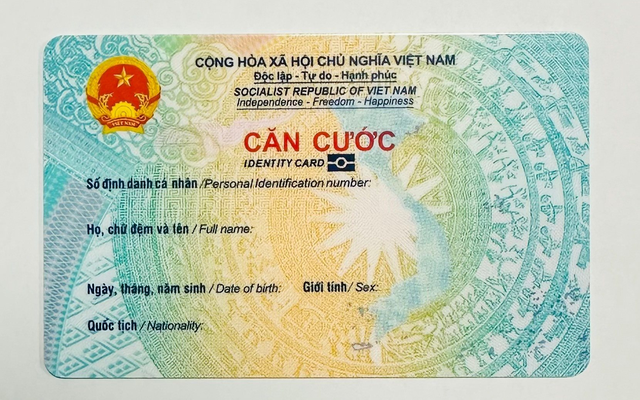 CỘNG HÒA XÃ HỘI CHỦ NGHĨA VIỆT NAM
Độc lập - Tự do - Hạnh phúc
SOCIALIST REPUBLIC OF VIET NAM
Independence - Freedom - Happiness
CĂN CƯỚC
IDENTITY CARD
Số định danh cá nhân / Personal Identification number:
Họ, chữ đệm và tên / Full name:
Ngày, tháng, năm sinh / Date of birth: Giới tính / Sex:
Quốc tịch / Nationality:
VIỆT NAM